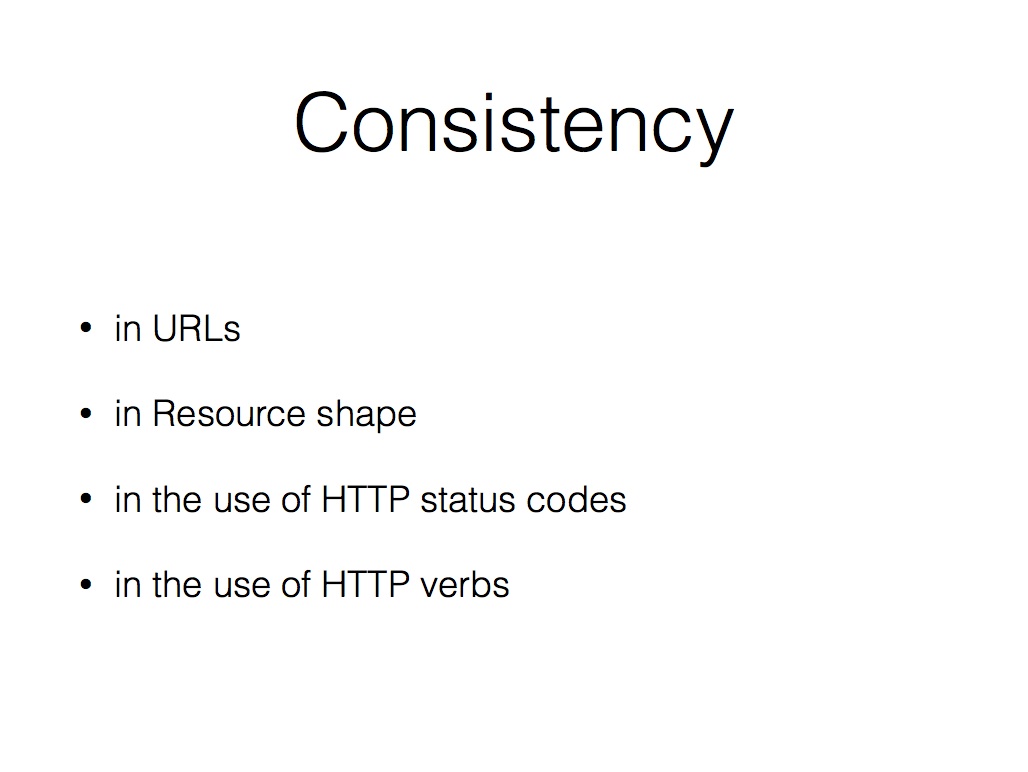 Consistency
• in URLs
• in Resource shape
• in the use of HTTP status codes
• in the use of HTTP verbs